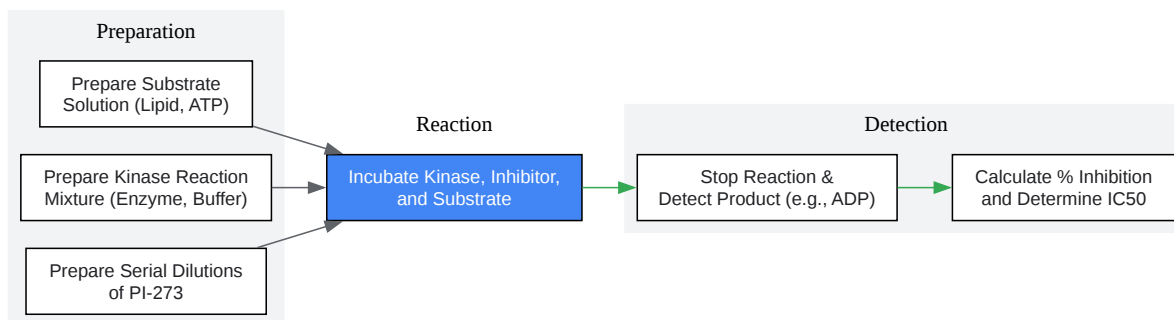 Preparation
Prepare Substrate
Solution (Lipid, ATP)
Prepare Kinase Reaction
Mixture (Enzyme, Buffer)
Prepare Serial Dilutions
of PI-273
Reaction
Incubate Kinase, Inhibitor,
and Substrate
Detection
Stop Reaction &
Detect Product (e.g., ADP)
Calculate % Inhibition
and Determine IC50